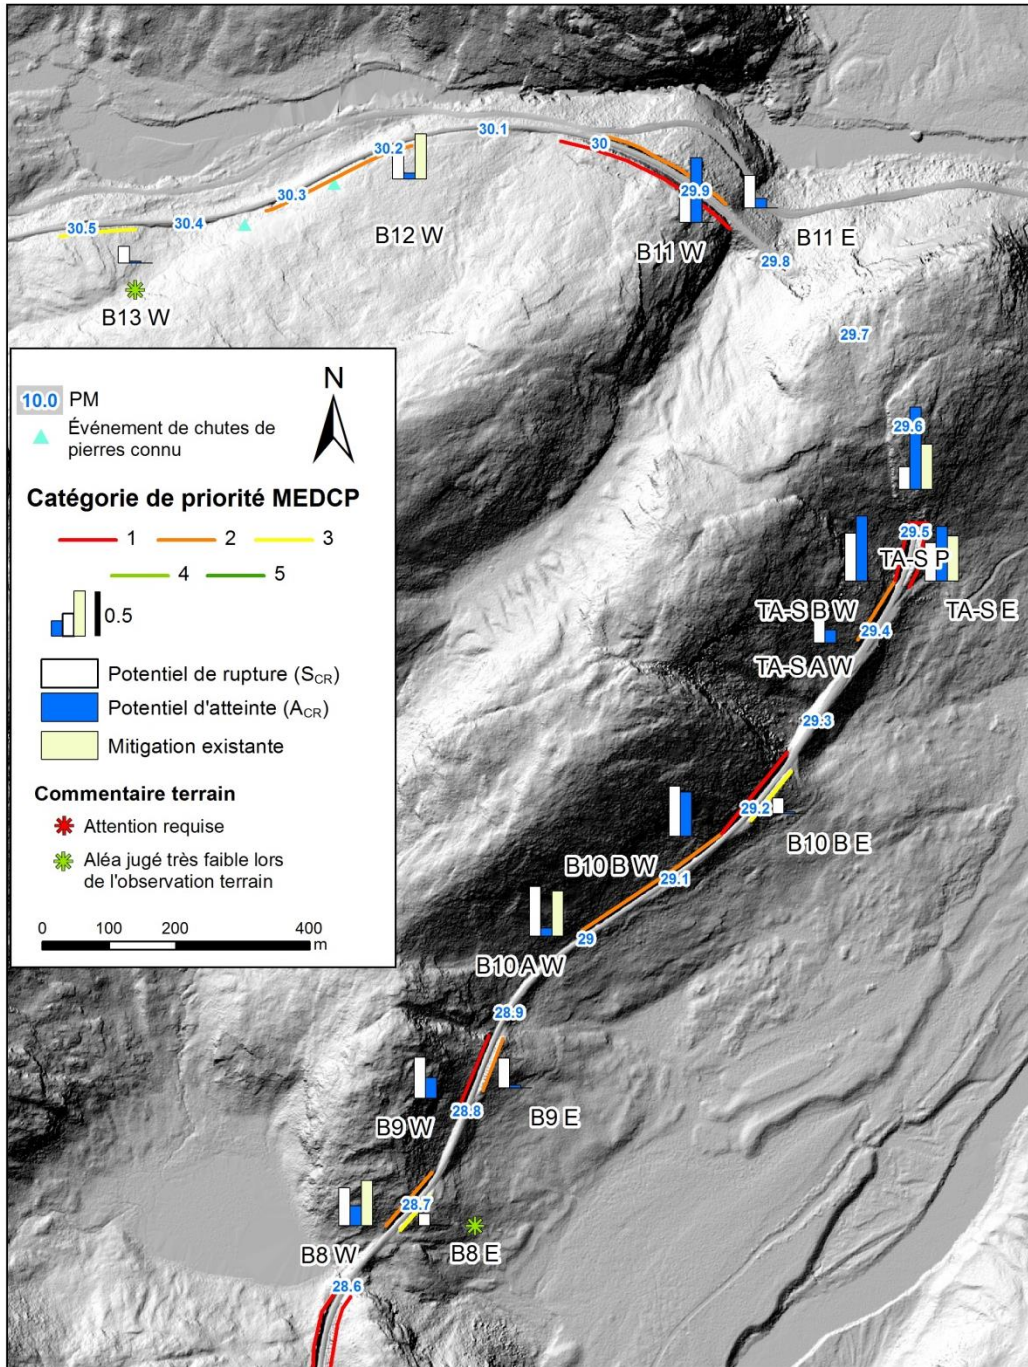 30.1
30.2
30
30.3
29.9
30.5
30.4
B12 W
B11 E
B11 W
29.8
B13 W
29.7
10.0 PM
N
Événement de chutes de
pierres connu
Catégorie de priorité MEDCP
1 2 3
4 5
0.5
Potentiel de rupture (SCR)
Potentiel d'atteinte (ACR)
Mitigation existante
Commentaire terrain
Attention requise
Aléa jugé très faible lors
de l'observation terrain
0 100 200 400
m
29.6
29.5
TA-S P
TA-S B W
TA-S E
29.4
TA-S A W
29.3
29.2
B10 B E
B10 B W
29.1
29
B10 A W
28.9
28.8
B9 W
B9 E
28.7
B8 W
B8 E
28.6